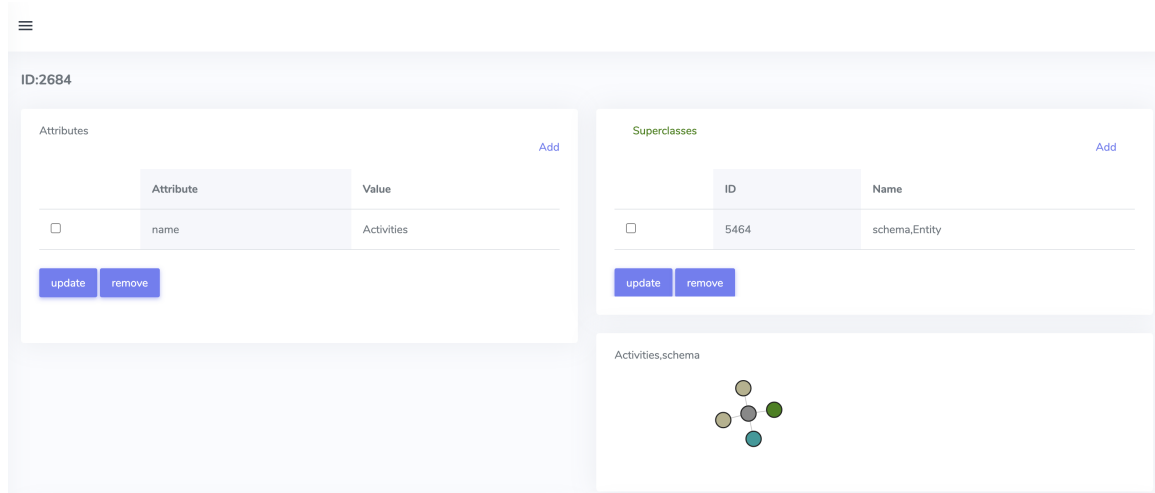 ID:2684
Attributes
Add
Attribute Value
name Activities
update remove
Superclasses
Add
ID Name
5464 schema,Entity
update remove
Activities,schema